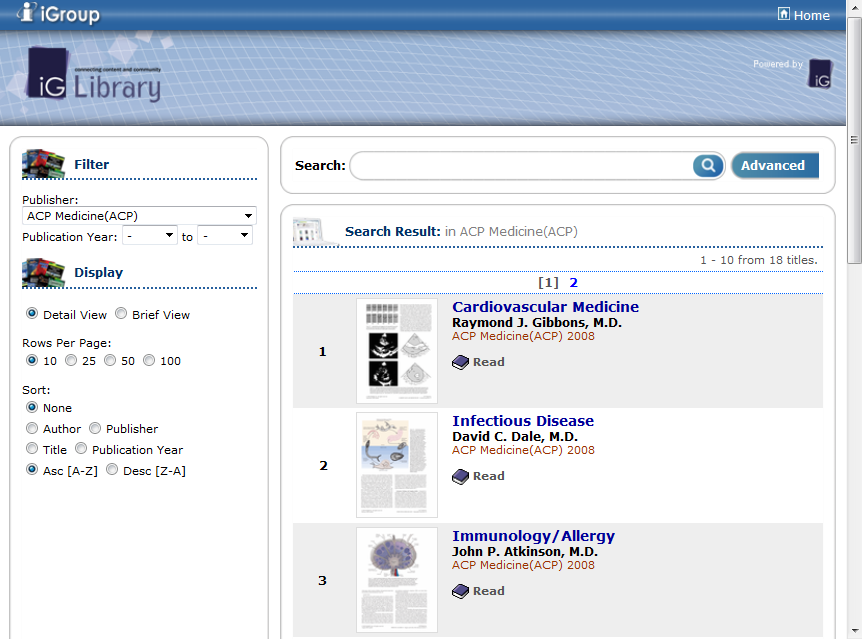 iGroup
Home
connecting content and community
iG Library
Powered by
iG
Filter
Publisher:
ACP Medicine(ACP)
Publication Year: - to -
Display
Detail View Brief View
Rows Per Page:
10 25 50 100
Sort:
None
Author Publisher
Title Publication Year
Asc [A-Z] Desc [Z-A]
Search:
Advanced
Search Result: in ACP Medicine(ACP)
1 - 10 from 18 titles.
[1] 2
1
Cardiovascular Medicine
Raymond J. Gibbons, M.D.
ACP Medicine(ACP) 2008
Read
2
Infectious Disease
David C. Dale, M.D.
ACP Medicine(ACP) 2008
Read
3
Immunology/Allergy
John P. Atkinson, M.D.
ACP Medicine(ACP) 2008
Read